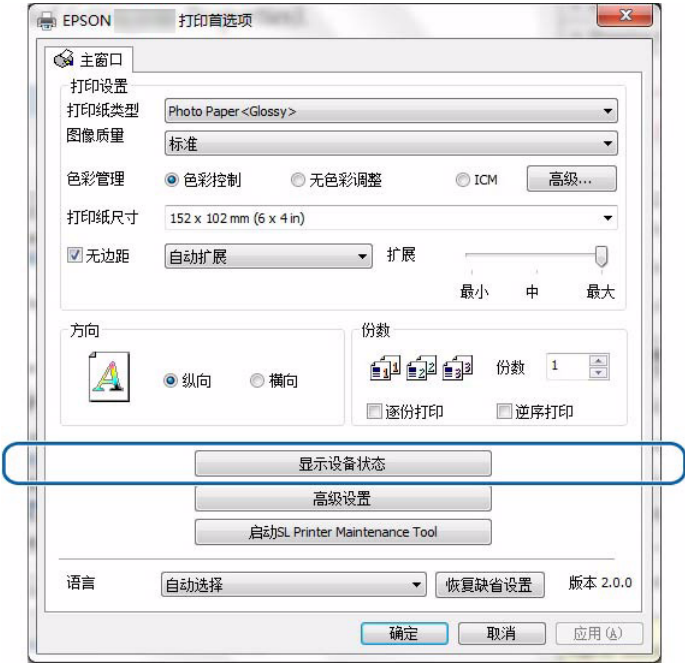 EPSON 打印首选项
主窗口
打印设置
打印纸类型 Photo Paper<Glossy>
图像质量 标准
色彩管理 色彩控制 无色彩调整 ICM 高级...
打印纸尺寸 152 x 102 mm (6 x 4 in)
无边距 自动扩展 扩展
最小 中 最大
方向 份数
纵向 横向 份数 1
逐份打印 逆序打印
显示设备状态
高级设置
启动SL Printer Maintenance Tool
语言 自动选择 恢复缺省设置 版本 2.0.0
确定 取消 应用(A)